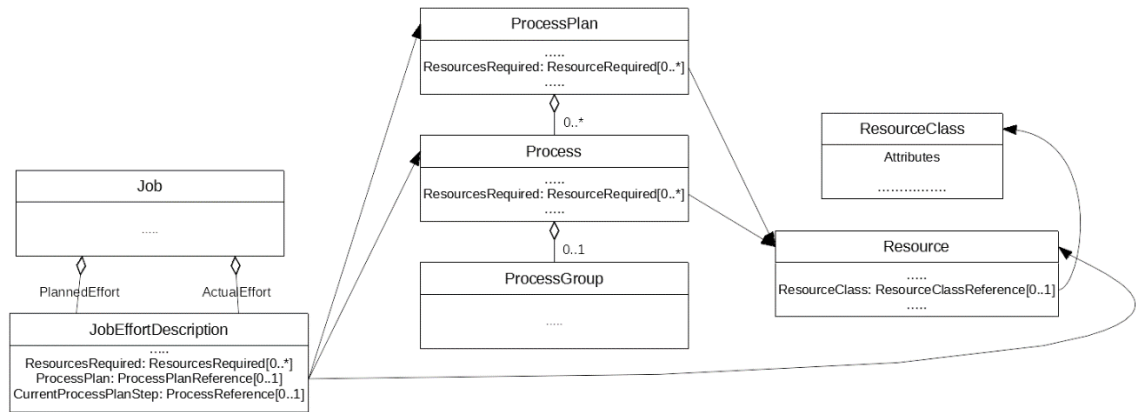 ProcessPlan
.....
ResourcesRequired: ResourceRequired[0..*]
.....
0..*
Process
.....
ResourcesRequired: ResourceRequired[0..*]
.....
0..1
ProcessGroup
.....
ResourceClass
Attributes
.................
Resource
.....
ResourceClass: ResourceClassReference[0..1]
.....
Job
.....
PlannedEffort
ActualEffort
JobEffortDescription
.....
ResourcesRequired: ResourcesRequired[0..*]
ProcessPlan: ProcessPlanReference[0..1]
CurrentProcessPlanStep: ProcessReference[0..1]